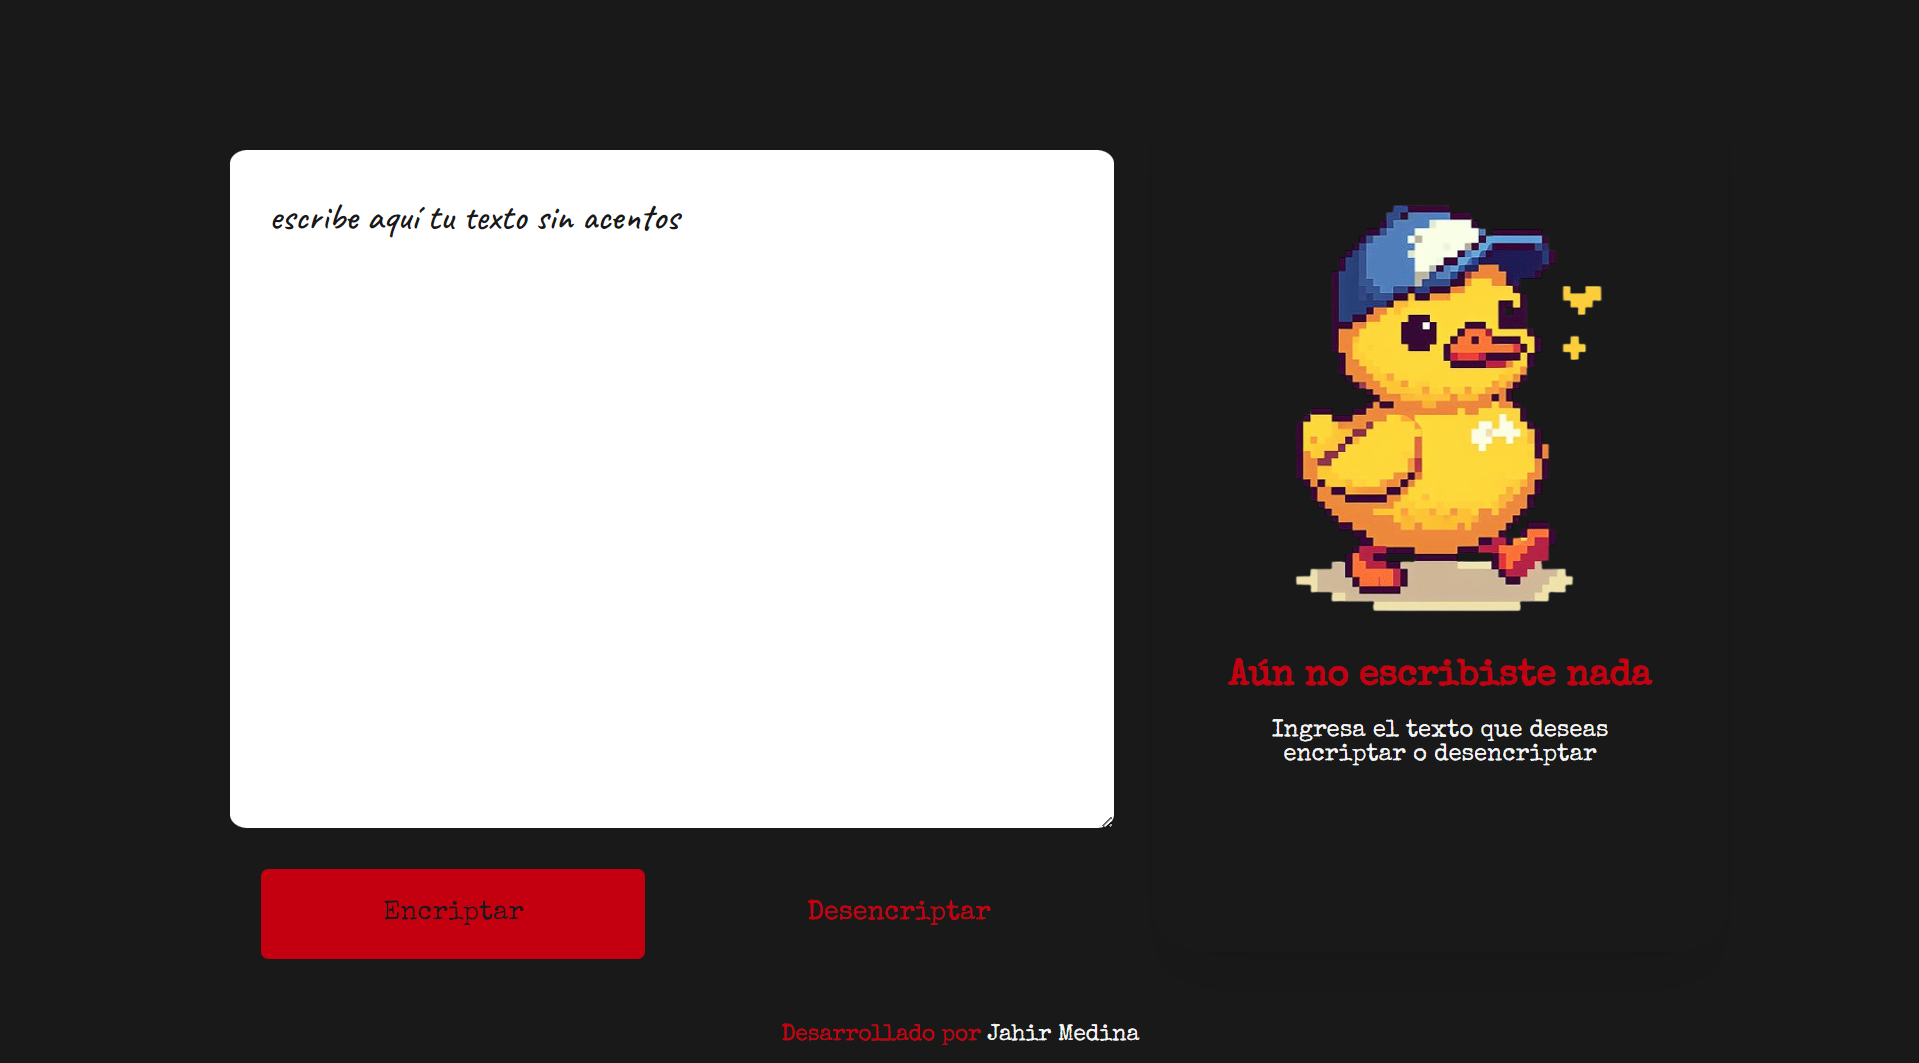 escribe aquí tu texto sin acentos
Aún no escribiste nada
Ingresa el texto que deseas
encriptar o desencriptar
Encriptar
Desencriptar
Desarrollado por Jahir Medina